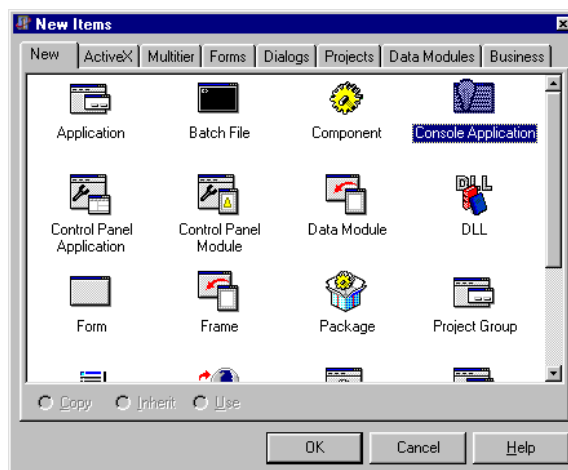 New Items
New ActiveX Multitier Forms Dialogs Projects Data Modules Business
Application Batch File Component Console Application
Control Panel Application Control Panel Module Data Module DLL
Form Frame Package Project Group
Copy Inherit Use
OK Cancel Help